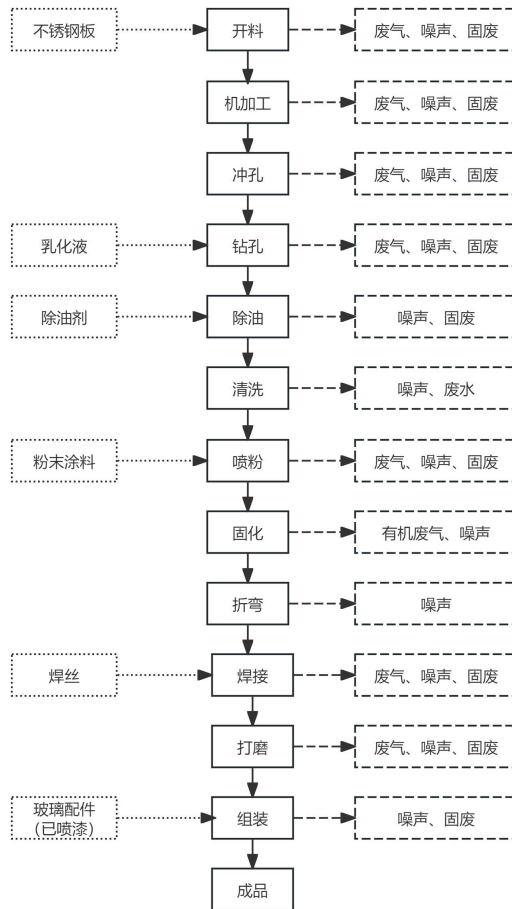 不锈钢板
开料
废气、噪声、固废
机加工
废气、噪声、固废
冲孔
废气、噪声、固废
乳化液
钻孔
废气、噪声、固废
除油剂
除油
噪声、固废
清洗
噪声、废水
粉末涂料
喷粉
废气、噪声、固废
固化
有机废气、噪声
折弯
噪声
焊丝
焊接
废气、噪声、固废
打磨
废气、噪声、固废
玻璃配件
（已喷漆）
组装
噪声、固废
成品